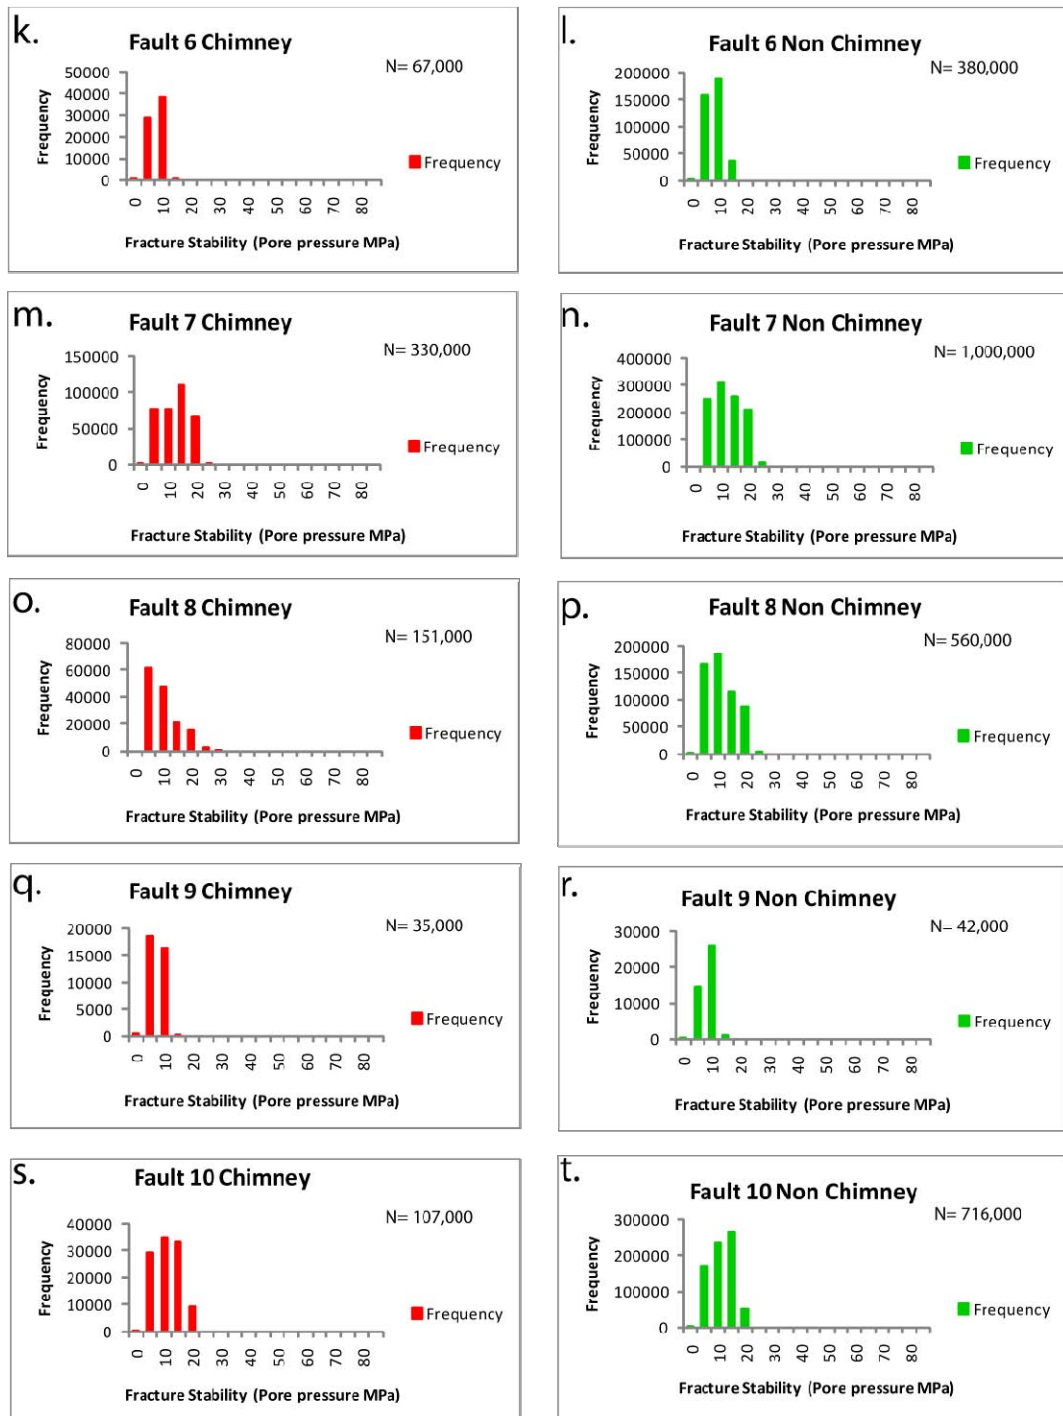 k.
Fault 6 Chimney
N= 67,000
50000
40000
30000
20000
10000
0
Frequency
Frequency
0 10 20 30 40 50 60 70 80
Fracture Stability (Pore pressure MPa)
l.
Fault 6 Non Chimney
N= 380,000
200000
150000
100000
50000
0
Frequency
Frequency
0 10 20 30 40 50 60 70 80
Fracture Stability (Pore pressure MPa)
m.
Fault 7 Chimney
N= 330,000
150000
100000
50000
0
Frequency
Frequency
0 10 20 30 40 50 60 70 80
Fracture Stability (Pore pressure MPa)
n.
Fault 7 Non Chimney
N= 1,000,000
400000
300000
200000
100000
0
Frequency
Frequency
0 10 20 30 40 50 60 70 80
Fracture Stability (Pore pressure MPa)
o.
Fault 8 Chimney
N= 151,000
80000
60000
40000
20000
0
Frequency
Frequency
0 10 20 30 40 50 60 70 80
Fracture Stability (Pore pressure MPa)
p.
Fault 8 Non Chimney
N= 560,000
200000
150000
100000
50000
0
Frequency
Frequency
0 10 20 30 40 50 60 70 80
Fracture Stability (Pore pressure MPa)
q.
Fault 9 Chimney
N= 35,000
20000
15000
10000
5000
0
Frequency
Frequency
0 10 20 30 40 50 60 70 80
Fracture Stability (Pore pressure MPa)
r.
Fault 9 Non Chimney
N= 42,000
30000
20000
10000
0
Frequency
Frequency
0 10 20 30 40 50 60 70 80
Fracture Stability (Pore pressure MPa)
s.
Fault 10 Chimney
N= 107,000
40000
30000
20000
10000
0
Frequency
Frequency
0 10 20 30 40 50 60 70 80
Fracture Stability (Pore pressure MPa)
t.
Fault 10 Non Chimney
N= 716,000
300000
200000
100000
0
Frequency
Frequency
0 10 20 30 40 50 60 70 80
Fracture Stability (Pore pressure MPa)